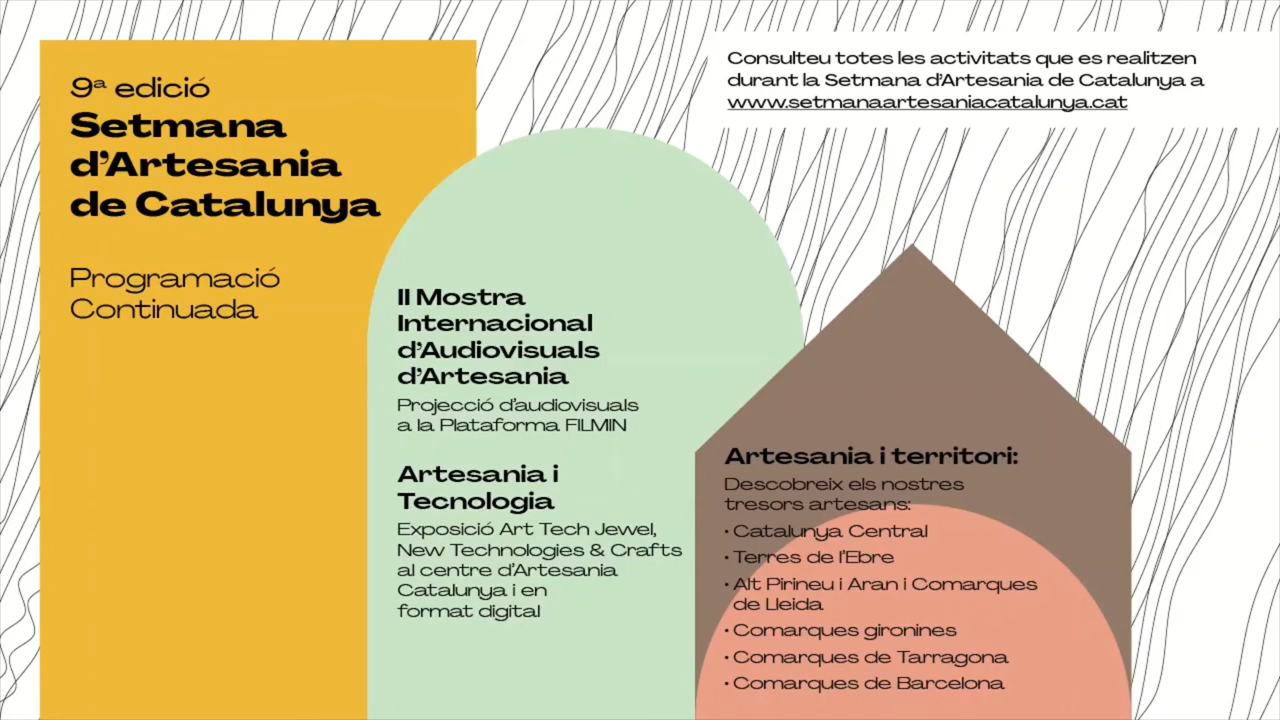 9ª edició
Setmana
d’Artesania
de Catalunya
Programació
Continuada
Consulteu totes les activitats que es realitzen
durant la Setmana d’Artesania de Catalunya a
www.setmanaartesaniacatalunya.cat
II Mostra
Internacional
d’Audiovisuals
d’Artesania
Projecció d’audiovisuals
a la Plataforma FILMIN
Artesania i
Tecnologia
Exposició Art Tech Jewel,
New Technologies & Crafts
al centre d’Artesania
Catalunya i en
format digital
Artesania i territori:
Descobreix els nostres
tresors artesans:
· Catalunya Central
· Terres de l’Ebre
· Alt Pirineu i Aran i Comarques
de Lleida
· Comarques gironines
· Comarques de Tarragona
· Comarques de Barcelona